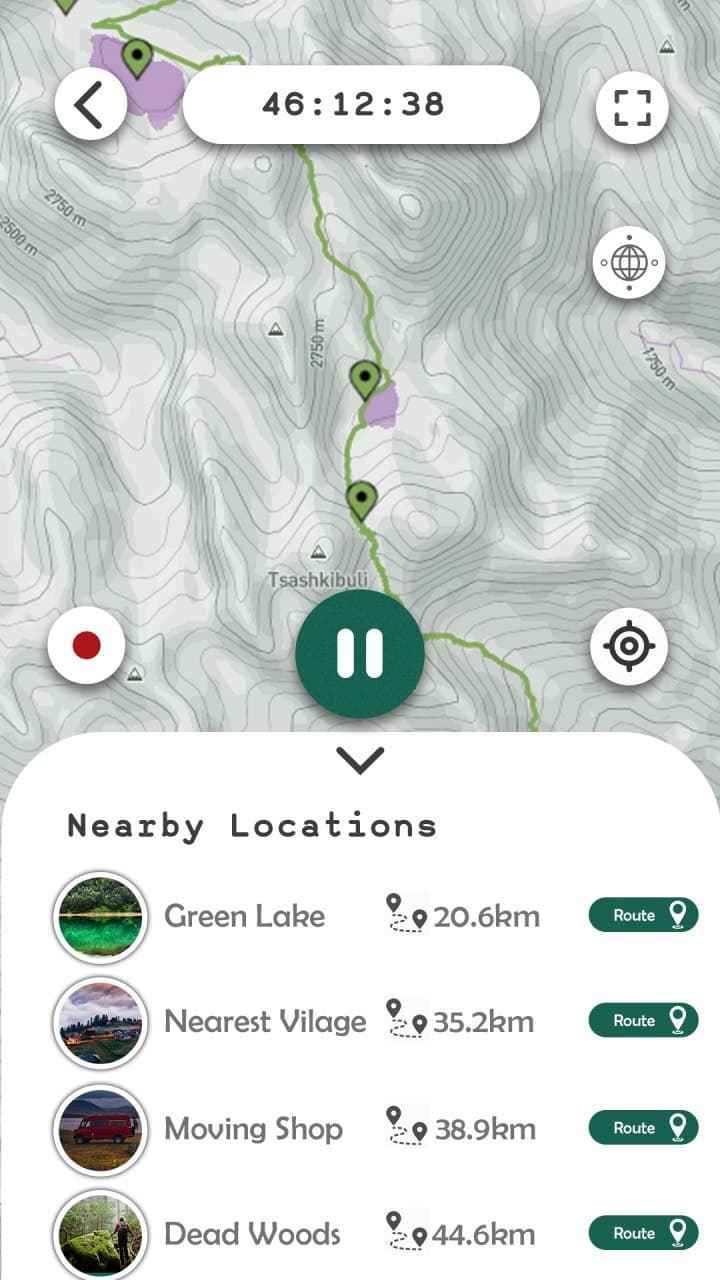 m
46:12:38
2750 m
2500 m
2750 m
1750 m
Tsashkibuli
Nearby Locations
Green Lake 20.6km Route
Nearest Vilage 35.2km Route
Moving Shop 38.9km Route
Dead Woods 44.6km Route